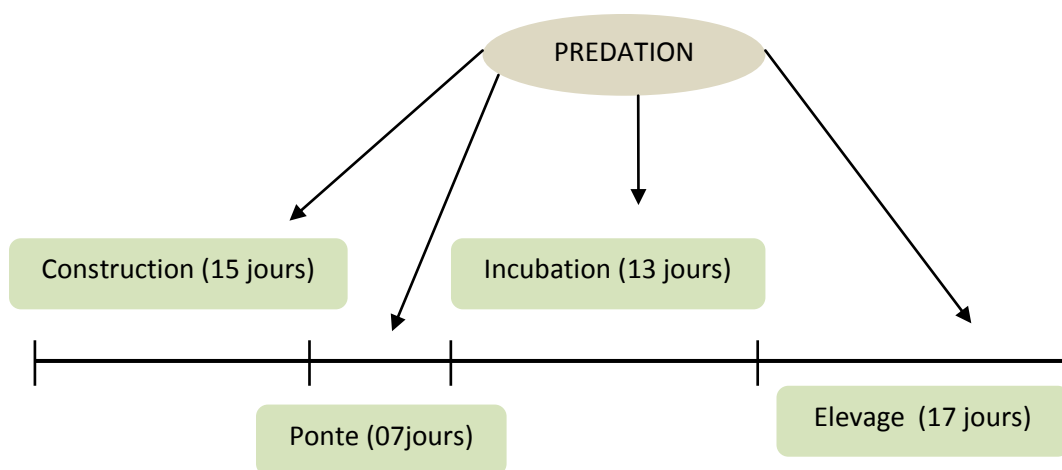 PREDATION
Construction (15 jours)
Incubation (13 jours)
Ponte (07jours)
Elevage (17 jours)